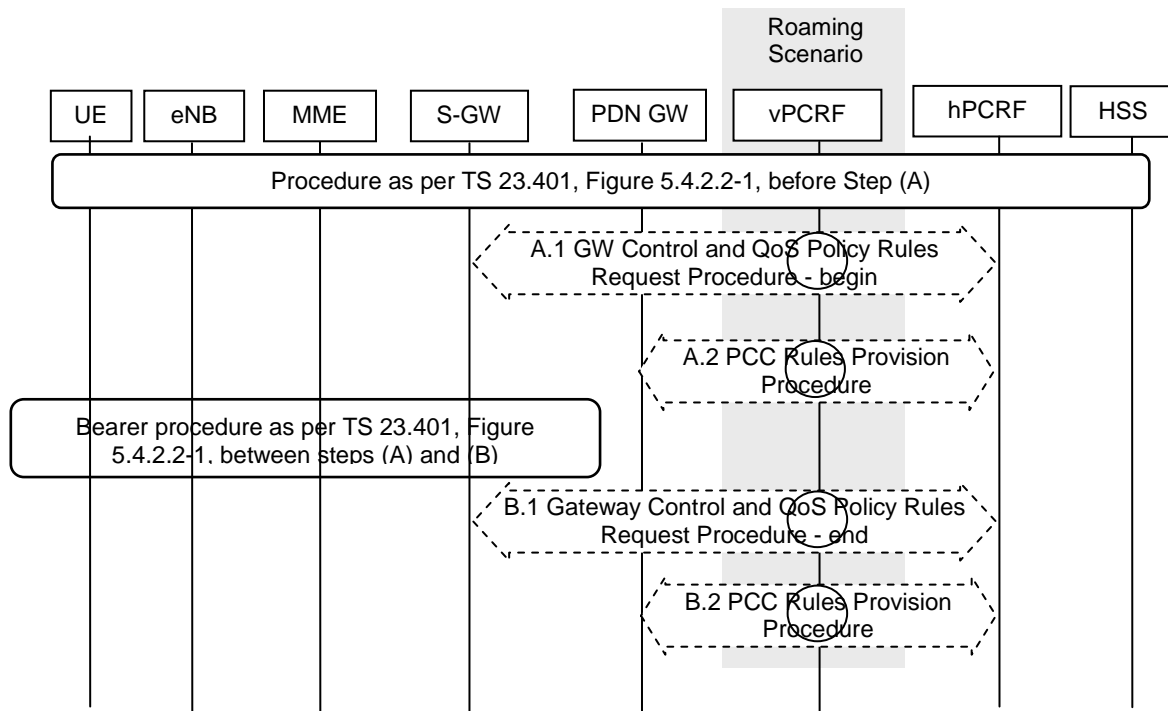 Roaming
Scenario
UE
eNB
MME
S-GW
PDN GW
vPCRF
hPCRF
HSS
Procedure as per TS 23.401, Figure 5.4.2.2-1, before Step (A)
A.1 GW Control and QoS Policy Rules
Request Procedure - begin
A.2 PCC Rules Provision
Procedure
Bearer procedure as per TS 23.401, Figure
5.4.2.2-1, between steps (A) and (B)
B.1 Gateway Control and QoS Policy Rules
Request Procedure - end
B.2 PCC Rules Provision
Procedure